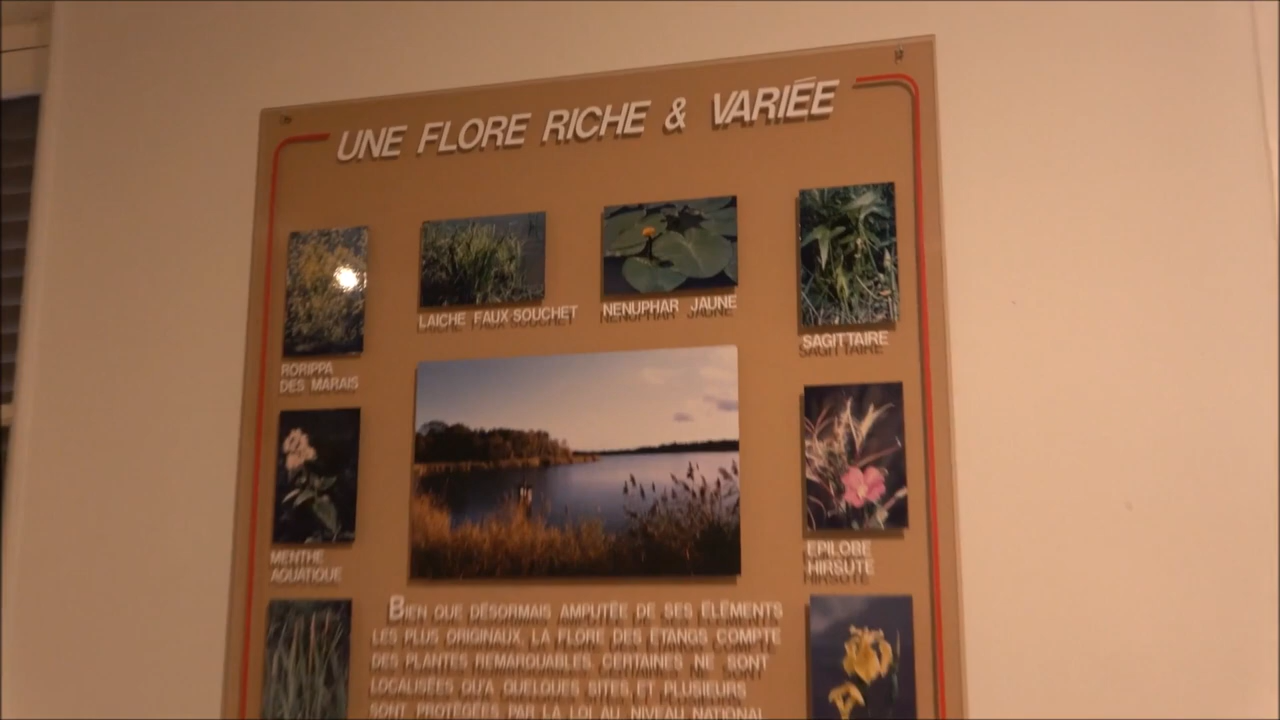 UNE FLORE RICHE & VARIÉE
LAICHE FAUX SOUCHET
NENUPHAR JAUNE
SAGITTAIRE
RORIPPA
DES MARAIS
MENTHE
AQUATIQUE
EPILOBE
HIRSUTE
BIEN QUE DÉSORMAIS AMPUTÉE DE SES ÉLÉMENTS
LES PLUS ORIGINAUX, LA FLORE DES ÉTANGS COMPTE
DES PLANTES REMARQUABLES. CERTAINES NE SONT
LOCALISÉES QU'A QUELQUES SITES ET PLUSIEURS
SONT PROTÉGÉES PAR LA LOI AU NIVEAU NATIONAL